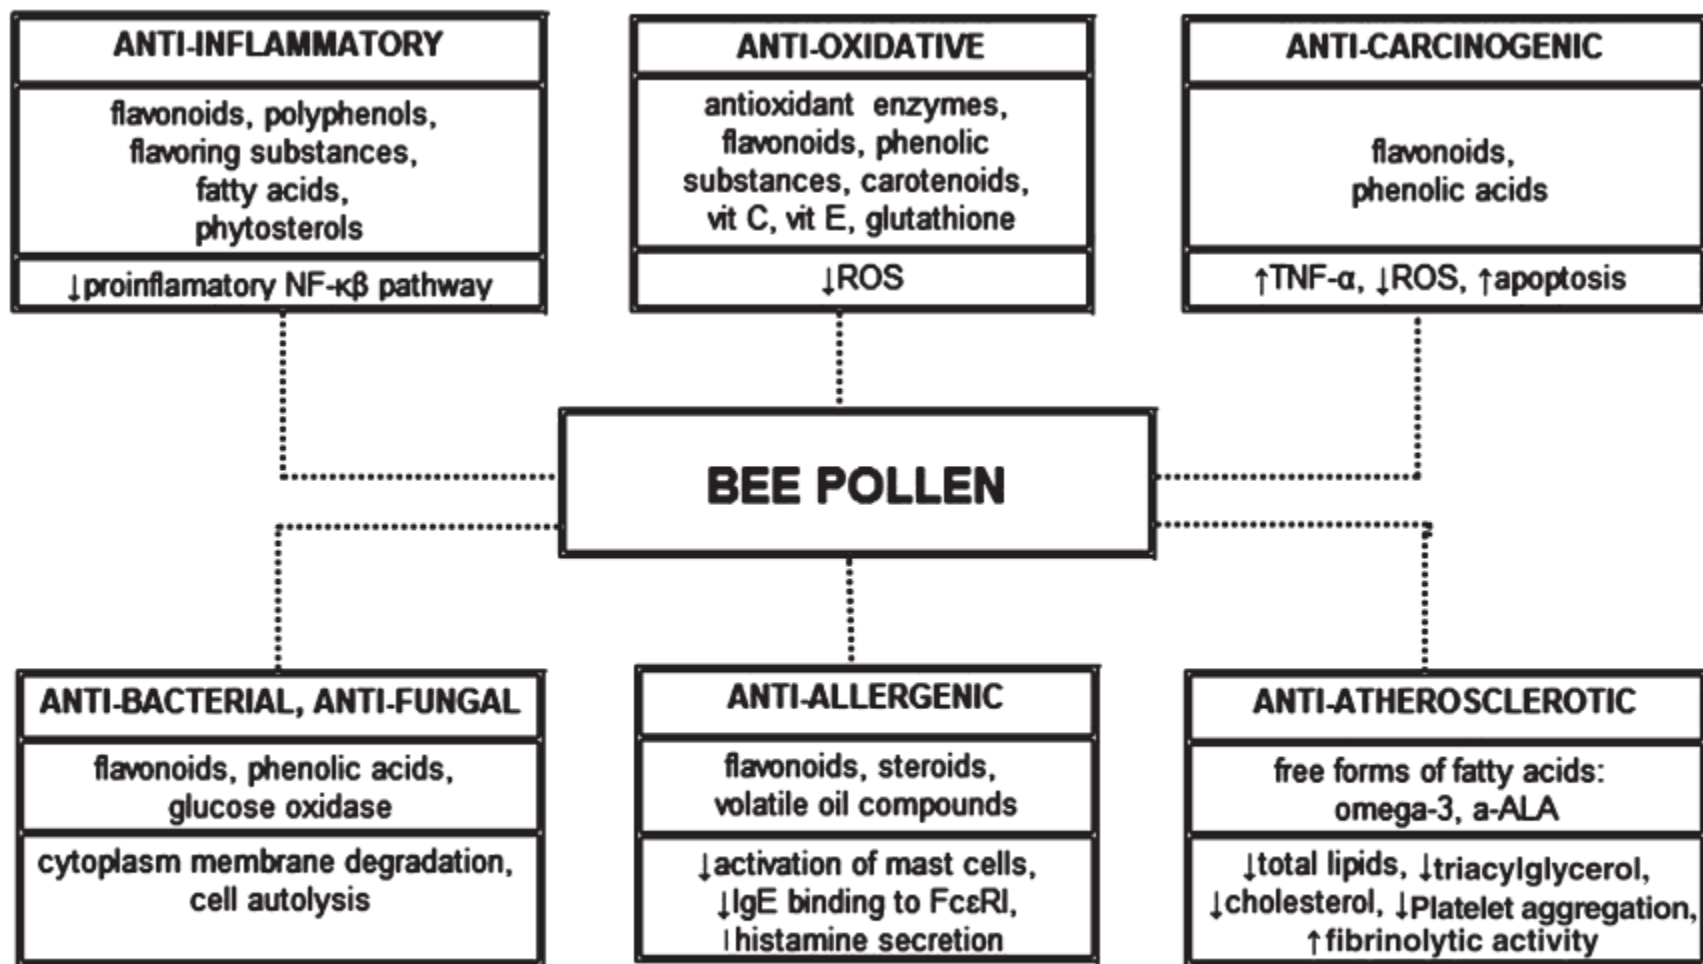 ANTI-INFLAMMATORY
flavonoids, polyphenols,
flavoring substances,
fatty acids,
phytosterols
↓proinflamatory NF-κβ pathway
ANTI-OXIDATIVE
antioxidant enzymes,
flavonoids, phenolic
substances, carotenoids,
vit C, vit E, glutathione
↓ROS
ANTI-CARCINOGENIC
flavonoids,
phenolic acids
↑TNF-α, ↓ROS, ↑apoptosis
BEE POLLEN
ANTI-BACTERIAL, ANTI-FUNGAL
flavonoids, phenolic acids,
glucose oxidase
cytoplasm membrane degradation,
cell autolysis
ANTI-ALLERGENIC
flavonoids, steroids,
volatile oil compounds
↓activation of mast cells,
↓IgE binding to FcεRI,
histamine secretion
ANTI-ATHEROSCLEROTIC
free forms of fatty acids:
omega-3, a-ALA
↓total lipids, ↓triacylglycerol,
↓cholesterol, ↓Platelet aggregation,
↑fibrinolytic activity